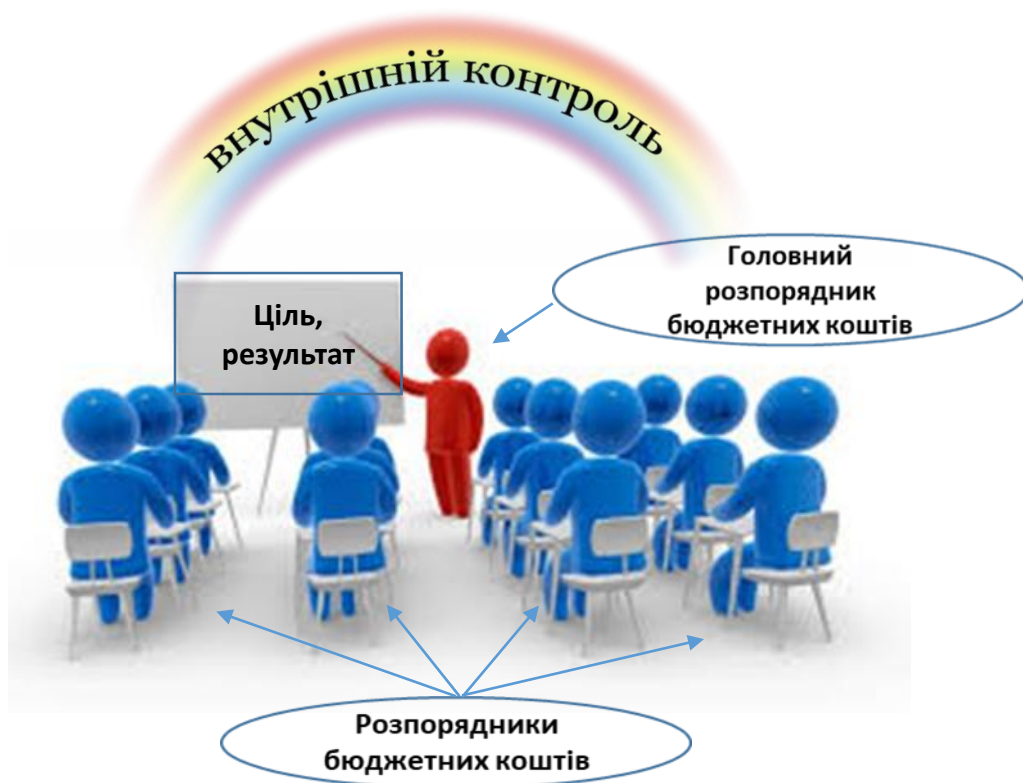 внутрішній контроль
Головний
розпорядник
бюджетних коштів
Ціль,
результат
Розпорядники
бюджетних коштів